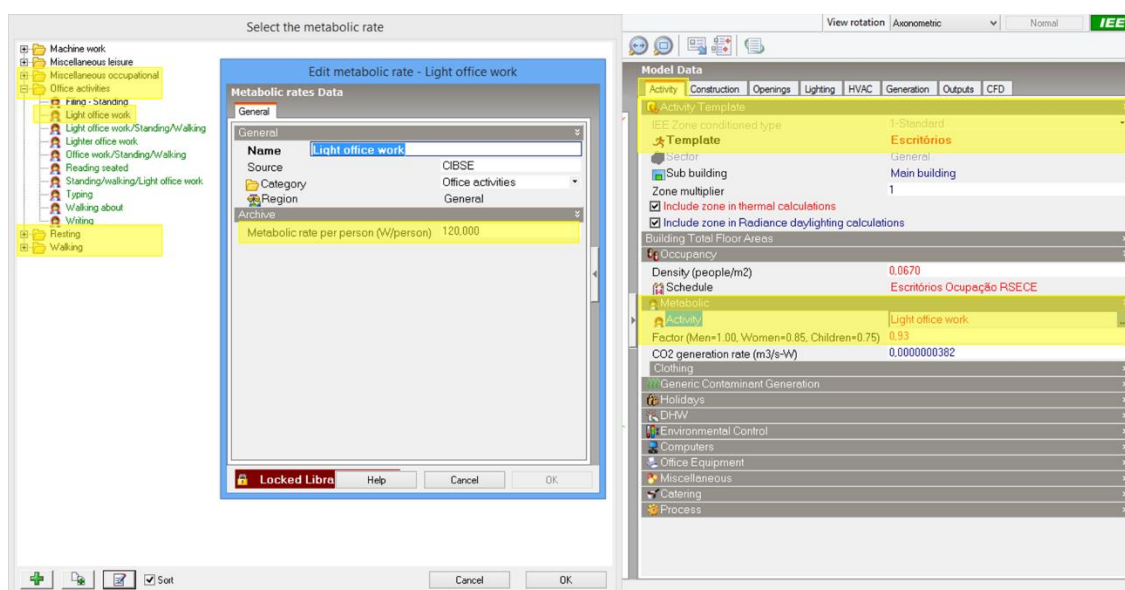 Select the metabolic rate
Machine work
Miscellaneous leisure
Miscellaneous occupational
Office activities
Filing - Standing
Light office work
Light office work/Standing/Walking
Lighter office work
Office work/Standing/Walking
Reading seated
Standing/walking/Light office work
Typing
Walking about
Writing
Resting
Walking
Sort
Cancel
OK
Edit metabolic rate - Light office work
Metabolic rates Data
General
General
Name Light office work
Source CIBSE
Category Office activities
Region General
Archive
Metabolic rate per person (W/person) 120,000
Locked Libra
Help
Cancel
OK
View rotation Axonometric
Normal
IEE
Model Data
Activity Construction Openings Lighting HVAC Generation Outputs CFD
Activity Template
IEE Zone conditioned type 1-Standard
Template Escritórios
Sector General
Sub building Main building
Zone multiplier 1
Include zone in thermal calculations
Include zone in Radiance daylighting calculations
Building Total Floor Areas
Occupancy
Density (people/m2) 0,0670
Schedule Escritórios Ocupação RSECE
Metabolic
Activity Light office work
Factor (Men=1.00, Women=0.85, Children=0.75) 0,93
CO2 generation rate (m3/s-W) 0,0000000382
Clothing
Generic Contaminant Generation
Holidays
DHW
Environmental Control
Computers
Office Equipment
Miscellaneous
Catering
Process